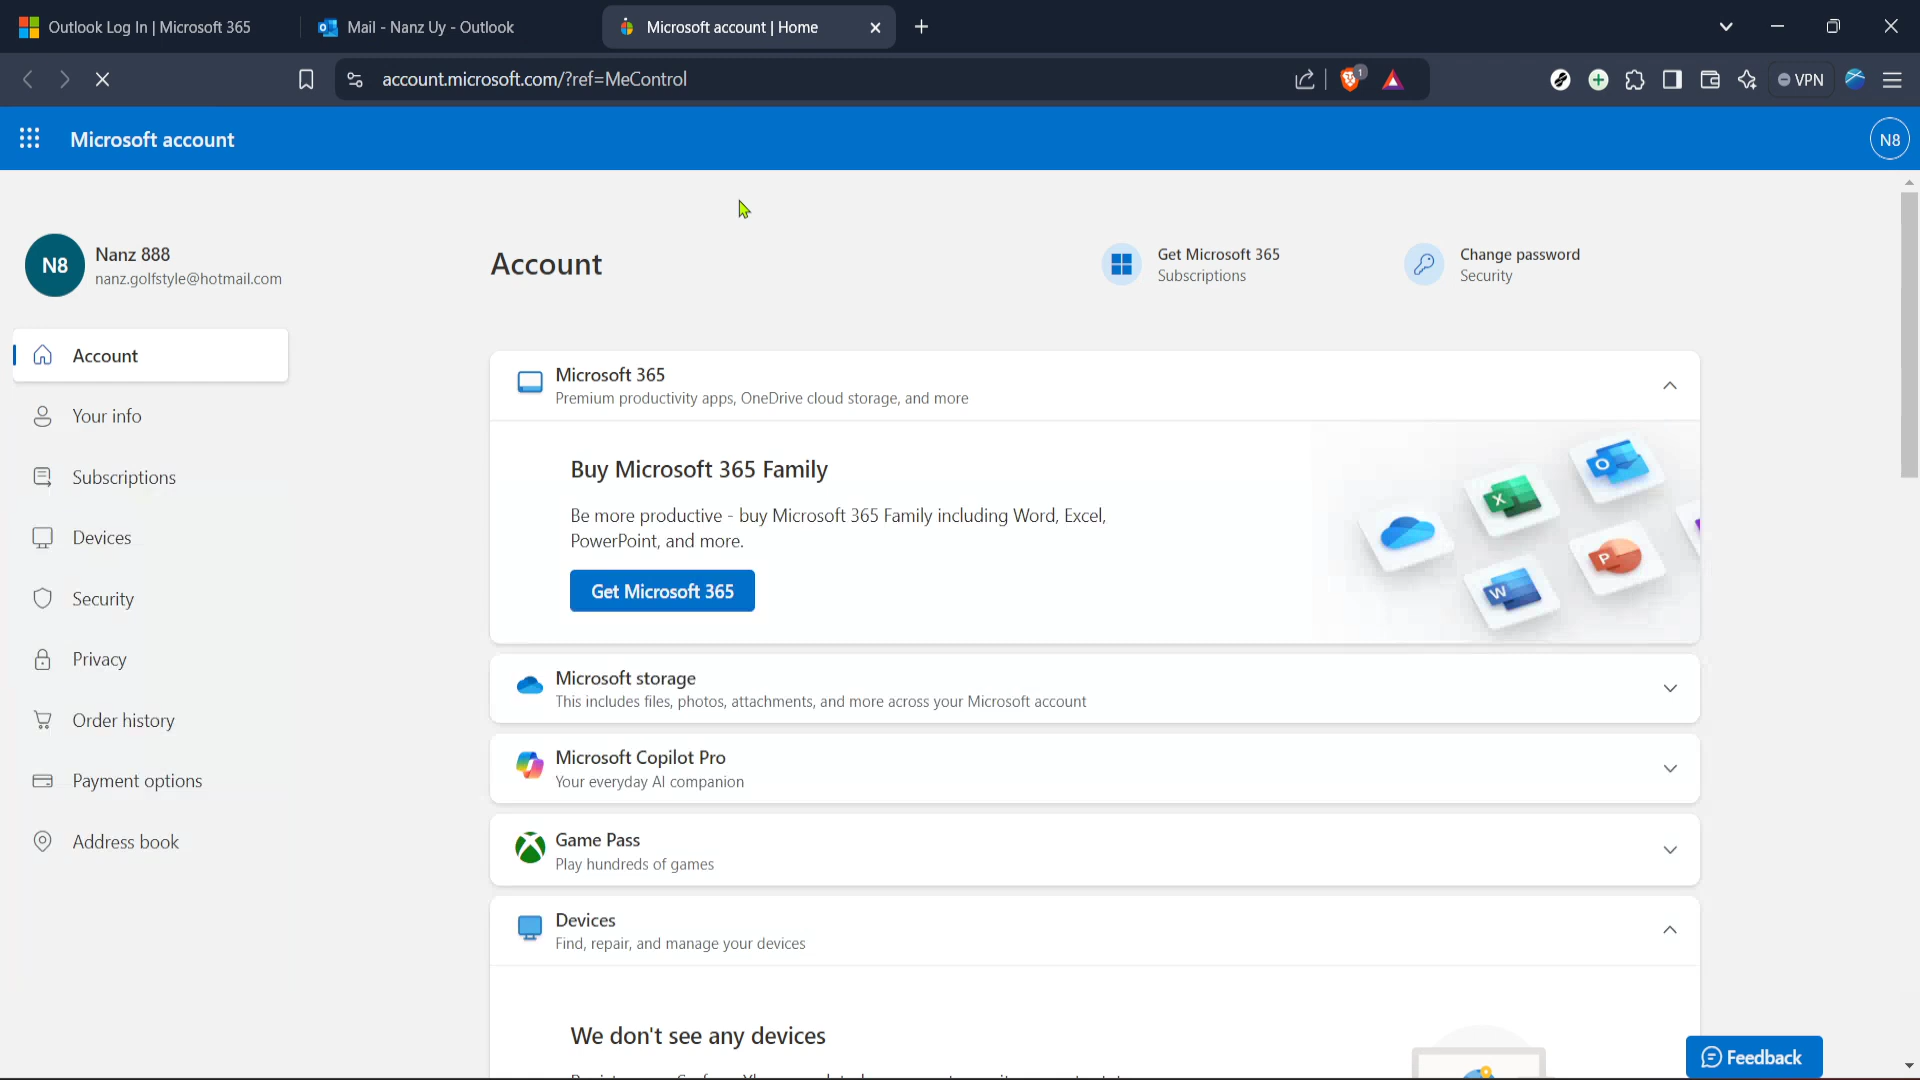 Outlook Log In | Microsoft 365
Mail - Nanz Uy - Outlook
Microsoft account | Home
account.microsoft.com/?ref=MeControl
1
VPN
Microsoft account
N8
N8
Nanz 888
nanz.golfstyle@hotmail.com
Account
Your info
Subscriptions
Devices
Security
Privacy
Order history
Payment options
Address book
Account
Get Microsoft 365
Subscriptions
Change password
Security
Microsoft 365
Premium productivity apps, OneDrive cloud storage, and more
Buy Microsoft 365 Family
Be more productive - buy Microsoft 365 Family including Word, Excel,
PowerPoint, and more.
Get Microsoft 365
Microsoft storage
This includes files, photos, attachments, and more across your Microsoft account
Microsoft Copilot Pro
Your everyday AI companion
Game Pass
Play hundreds of games
Devices
Find, repair, and manage your devices
We don't see any devices
Feedback